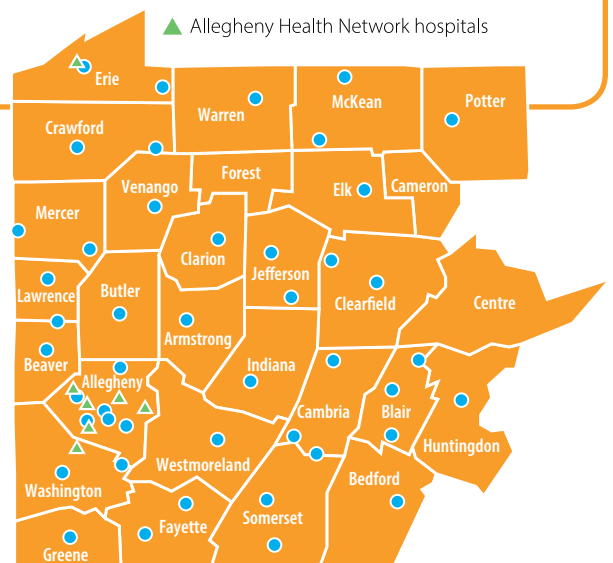 Allegheny Health Network hospitals
Erie
Warren
McKean
Potter
Crawford
Forest
Venango
Elk
Cameron
Mercer
Clarion
Jefferson
Lawrence
Butler
Clearfield
Centre
Armstrong
Beaver
Indiana
Allegheny
Cambria
Blair
Huntingdon
Westmoreland
Washington
Bedford
Fayette
Somerset
Greene